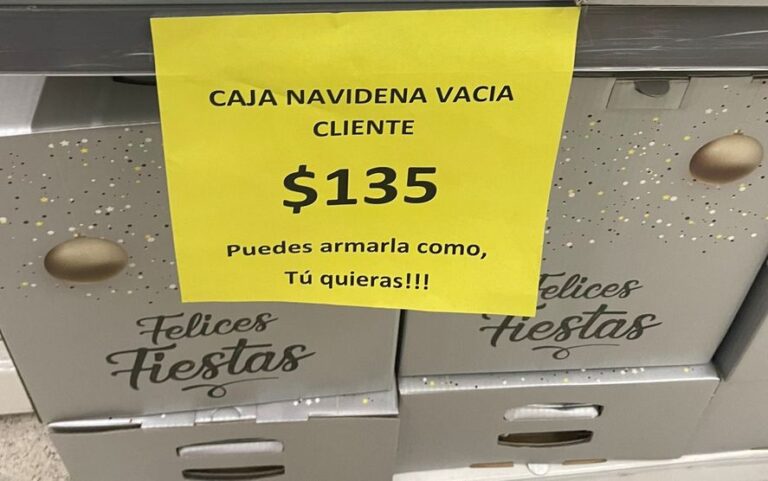 CAJA NAVIDENA VACIA
CLIENTE
$135
Puedes armarla como,
Tú quieras!!!
Felices
Fiestas
Felices
Fiestas